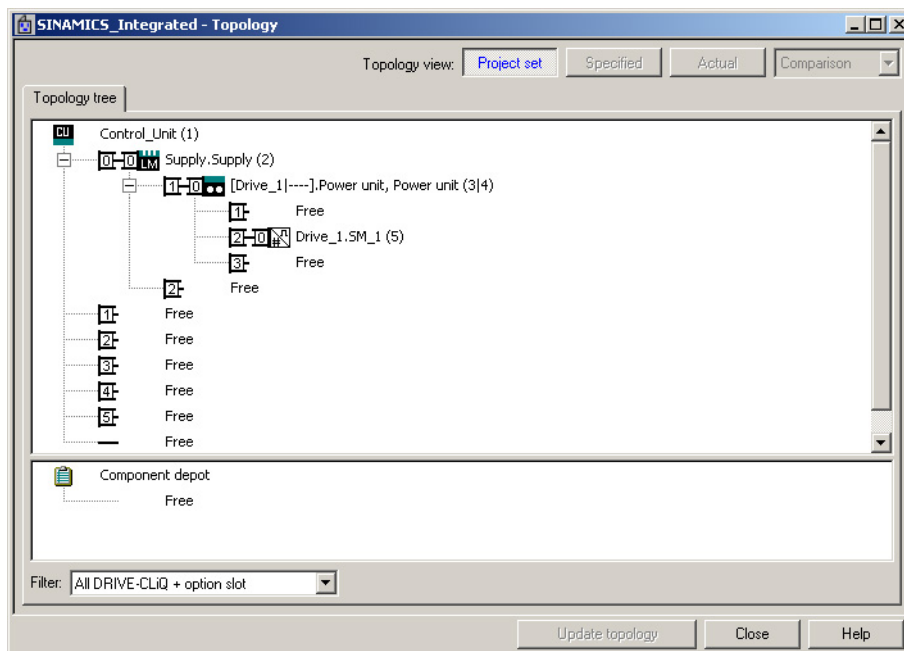 SINAMICS_Integrated - Topology
Topology view: Project set Specified Actual Comparison
Topology tree
CU Control_Unit (1)
0 0 LM Supply.Supply (2)
1 0 [Drive_1|----].Power unit, Power unit (3|4)
1 Free
2 0 # Drive_1.SM_1 (5)
3 Free
2 Free
1 Free
2 Free
3 Free
4 Free
5 Free
Free
Component depot
Free
Filter: All DRIVE-CLiQ + option slot
Update topology Close Help